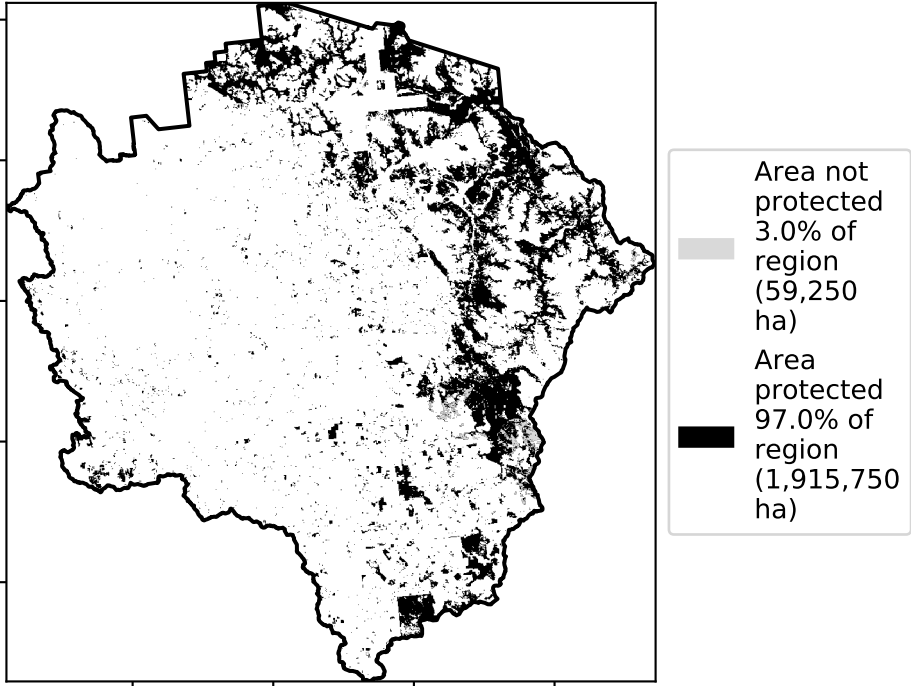 Area not
protected
3.0% of
region
(59,250
ha)
Area
protected
97.0% of
region
(1,915,750
ha)